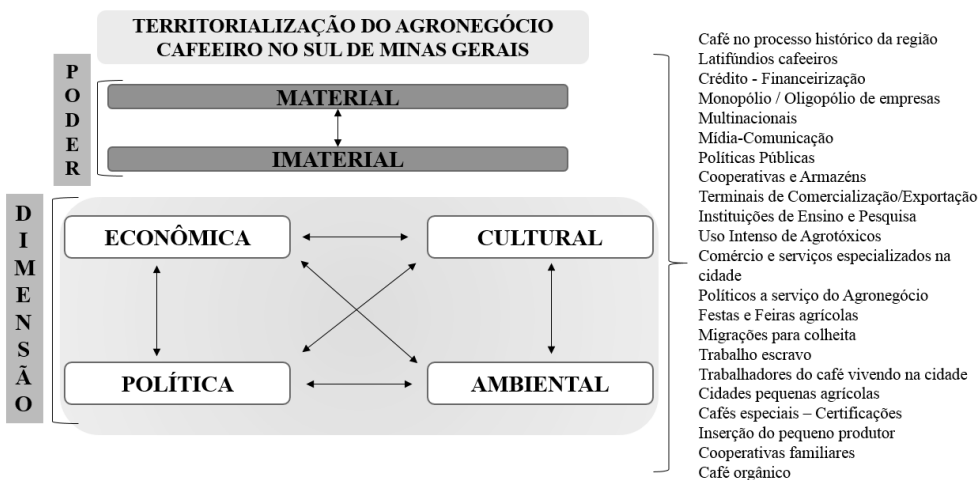 TERRITORIALIZAÇÃO DO AGRONEGÓCIO
CAFEEIRO NO SUL DE MINAS GERAIS
PODER
MATERIAL
IMATERIAL
DIMENSÃO
ECONÔMICA
CULTURAL
POLÍTICA
AMBIENTAL
Café no processo histórico da região
Latifúndios cafeeiros
Crédito - Financeirização
Monopólio / Oligopólio de empresas
Multinacionais
Mídia-Comunicação
Políticas Públicas
Cooperativas e Armazéns
Terminais de Comercialização/Exportação
Instituições de Ensino e Pesquisa
Uso Intenso de Agrotóxicos
Comércio e serviços especializados na
cidade
Políticos a serviço do Agronegócio
Festas e Feiras agrícolas
Migrações para colheita
Trabalho escravo
Trabalhadores do café vivendo na cidade
Cidades pequenas agrícolas
Cafés especiais – Certificações
Inserção do pequeno produtor
Cooperativas familiares
Café orgânico